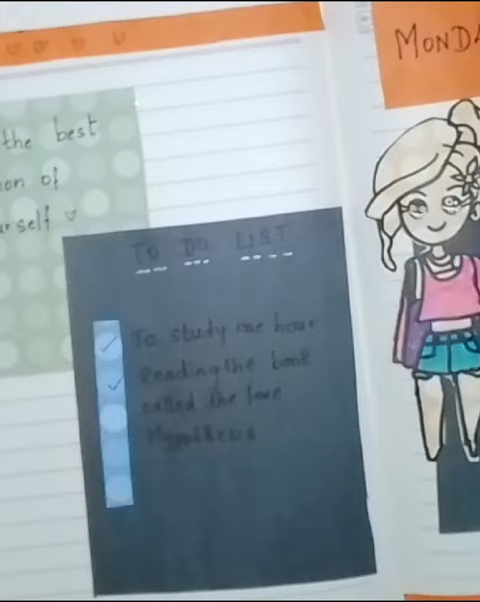 the best
on of
urself
TO DO LIST
To study one hour
Reading the book
called the love
Hypothesis
MONDA